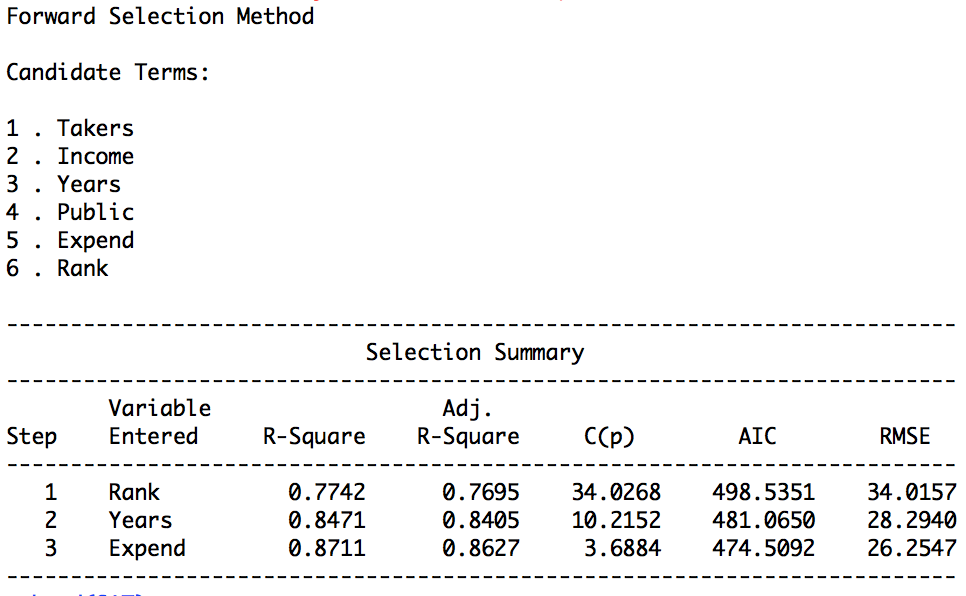 Forward Selection Method
Candidate Terms:
1 . Takers
2 . Income
3 . Years
4 . Public
5 . Expend
6 . Rank
--------------------------------------------------------------------------
Selection Summary
--------------------------------------------------------------------------
Variable Adj.
Step Entered R-Square R-Square C(p) AIC RMSE
--------------------------------------------------------------------------
1 Rank 0.7742 0.7695 34.0268 498.5351 34.0157
2 Years 0.8471 0.8405 10.2152 481.0650 28.2940
3 Expend 0.8711 0.8627 3.6884 474.5092 26.2547
--------------------------------------------------------------------------